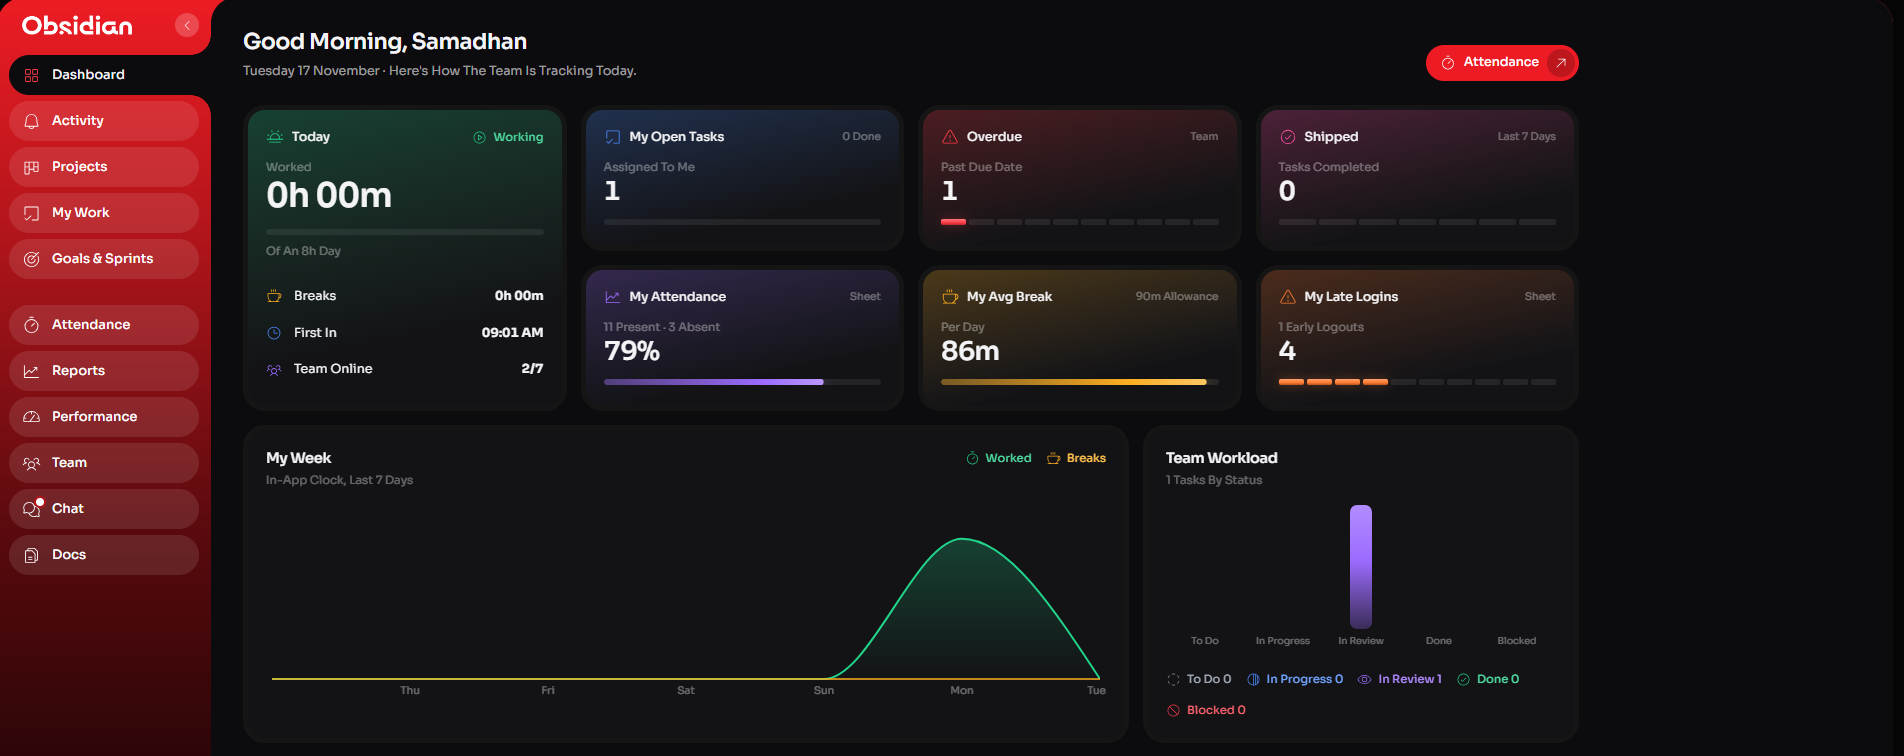 Obsidian
Dashboard
Activity
Projects
My Work
Goals & Sprints
Attendance
Reports
Performance
Team
Chat
Docs
Good Morning, Samadhan
Tuesday 17 November · Here's How The Team Is Tracking Today.
Attendance
Today
Working
Worked
0h 00m
Of An 8h Day
Breaks 0h 00m
First In 09:01 AM
Team Online 2/7
My Open Tasks 0 Done
Assigned To Me
1
Overdue Team
Past Due Date
1
Shipped Last 7 Days
Tasks Completed
0
My Attendance Sheet
11 Present · 3 Absent
79%
My Avg Break 90m Allowance
Per Day
86m
My Late Logins Sheet
1 Early Logouts
4
My Week
Worked Breaks
In-App Clock, Last 7 Days
Thu Fri Sat Sun Mon Tue
Team Workload
1 Tasks By Status
To Do In Progress In Review Done Blocked
To Do 0 In Progress 0 In Review 1 Done 0
Blocked 0